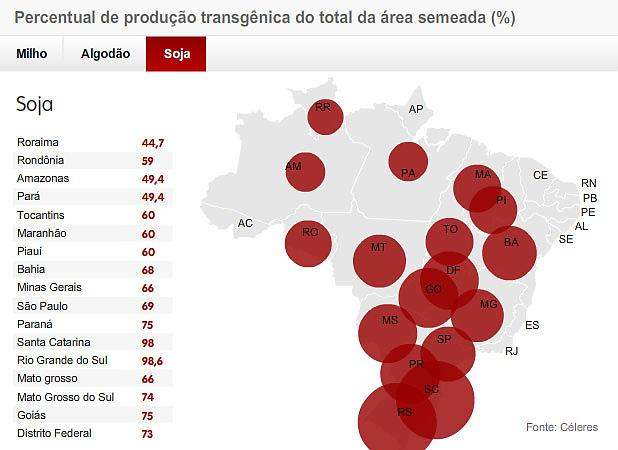 Percentual de produção transgênica do total da área semeada (%)
Milho Algodão Soja
Soja
Roraima 44,7
Rondônia 59
Amazonas 49,4
Pará 49,4
Tocantins 60
Maranhão 60
Piauí 60
Bahia 68
Minas Gerais 66
São Paulo 69
Paraná 75
Santa Catarina 98
Rio Grande do Sul 98,6
Mato grosso 66
Mato Grosso do Sul 74
Goiás 75
Distrito Federal 73
RR
AP
AM
PA
MA
CE
RN
PI
PB
PE
AL
AC
RO
TO
SE
MT
BA
DF
GO
MG
MS
ES
SP
RJ
PR
SC
RS
Fonte: Céleres